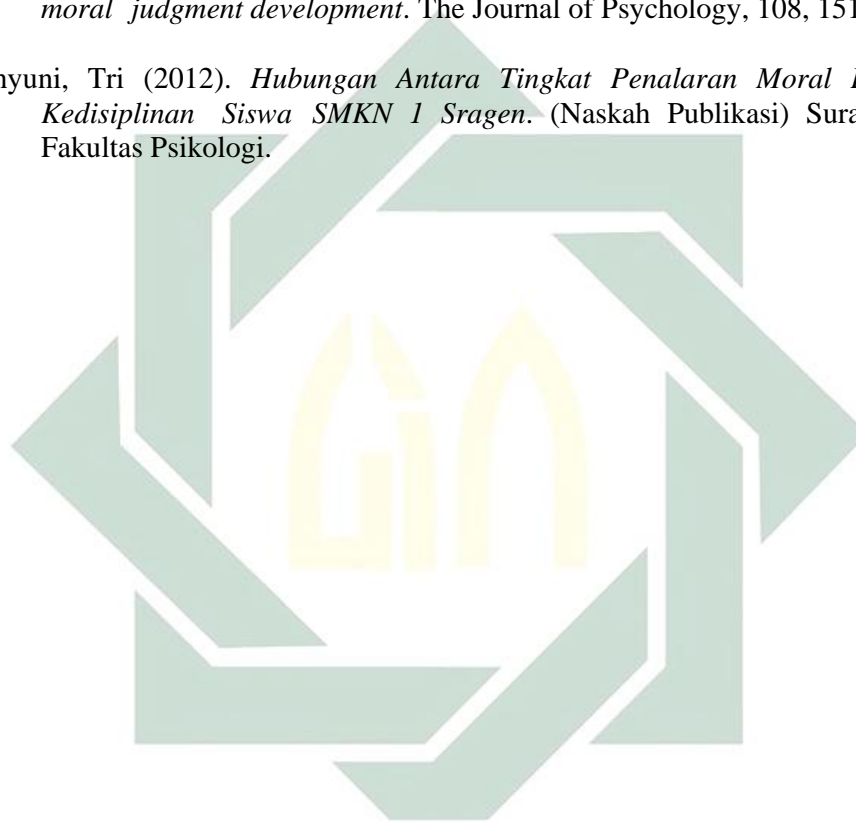 moral judgment development. The Journal of Psychology, 108, 151
hyuni, Tri (2012). Hubungan Antara Tingkat Penalaran Moral
Kedisiplinan Siswa SMKN 1 Sragen. (Naskah Publikasi) Sura
Fakultas Psikologi.